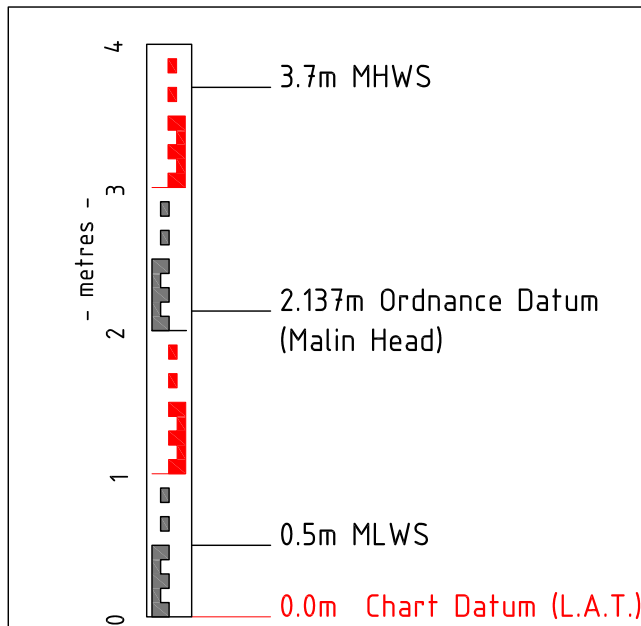 4
3.7m MHWS
3
- metres -
2.137m Ordnance Datum
(Malin Head)
2
1
0.5m MLWS
0
0.0m Chart Datum (L.A.T.)